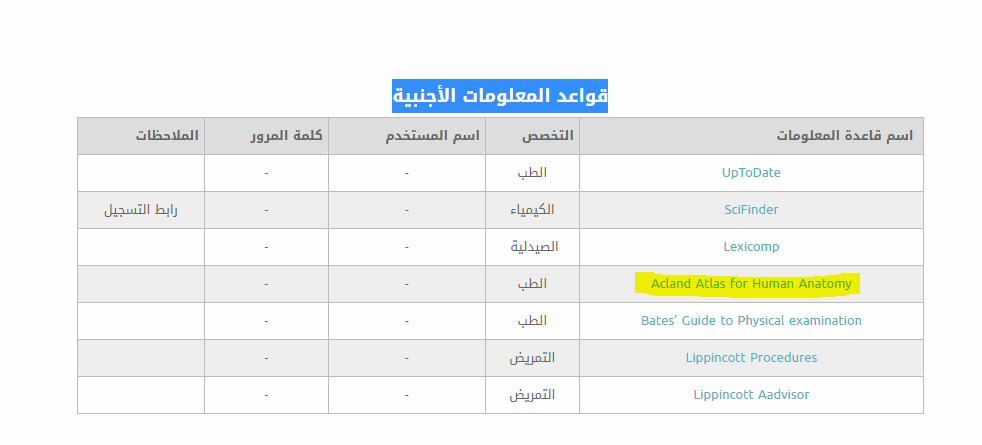 قواعد المعلومات الأجنبية
اسم قاعدة المعلومات التخصص اسم المستخدم كلمة المرور الملاحظات
UpToDate الطب - -
SciFinder الكيمياء - - رابط التسجيل
Lexicomp الصيدلية - -
Acland Atlas for Human Anatomy الطب - -
Bates' Guide to Physical examination الطب - -
Lippincott Procedures التمريض - -
Lippincott Aadvisor التمريض - -